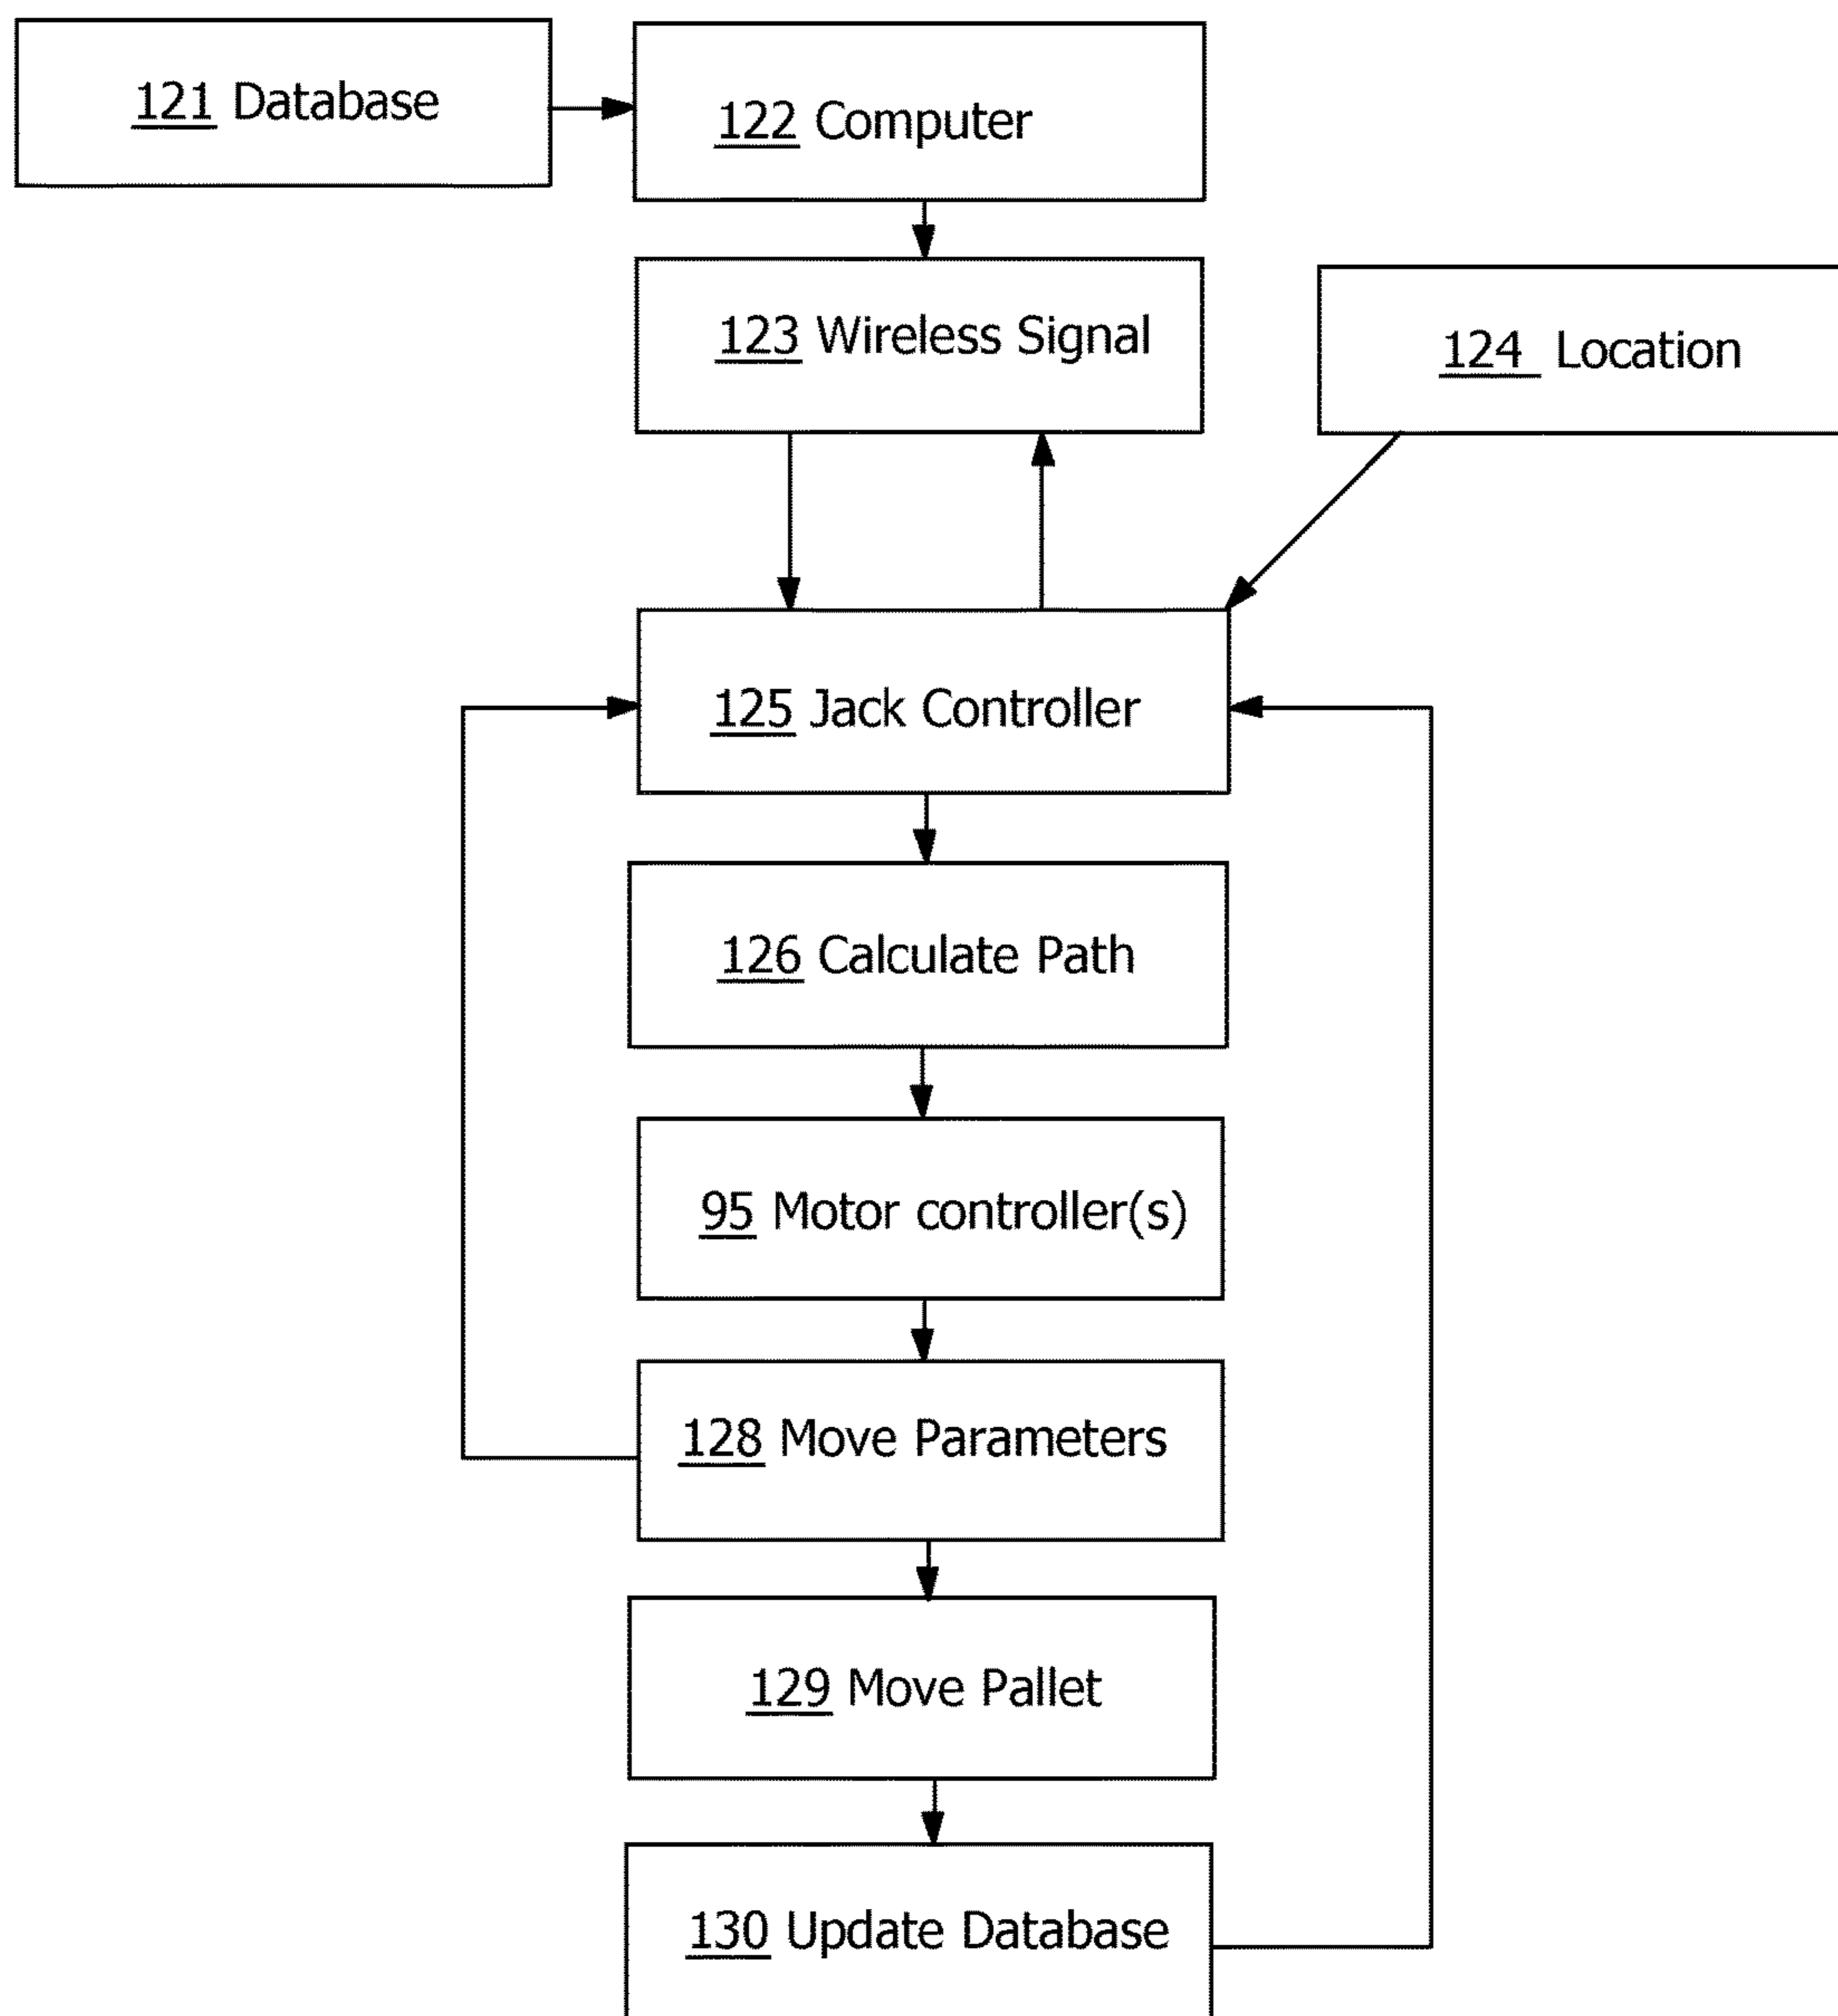 121 Database
122 Computer
123 Wireless Signal
124 Location
125 Jack Controller
126 Calculate Path
95 Motor controller(s)
128 Move Parameters
129 Move Pallet
130 Update Database